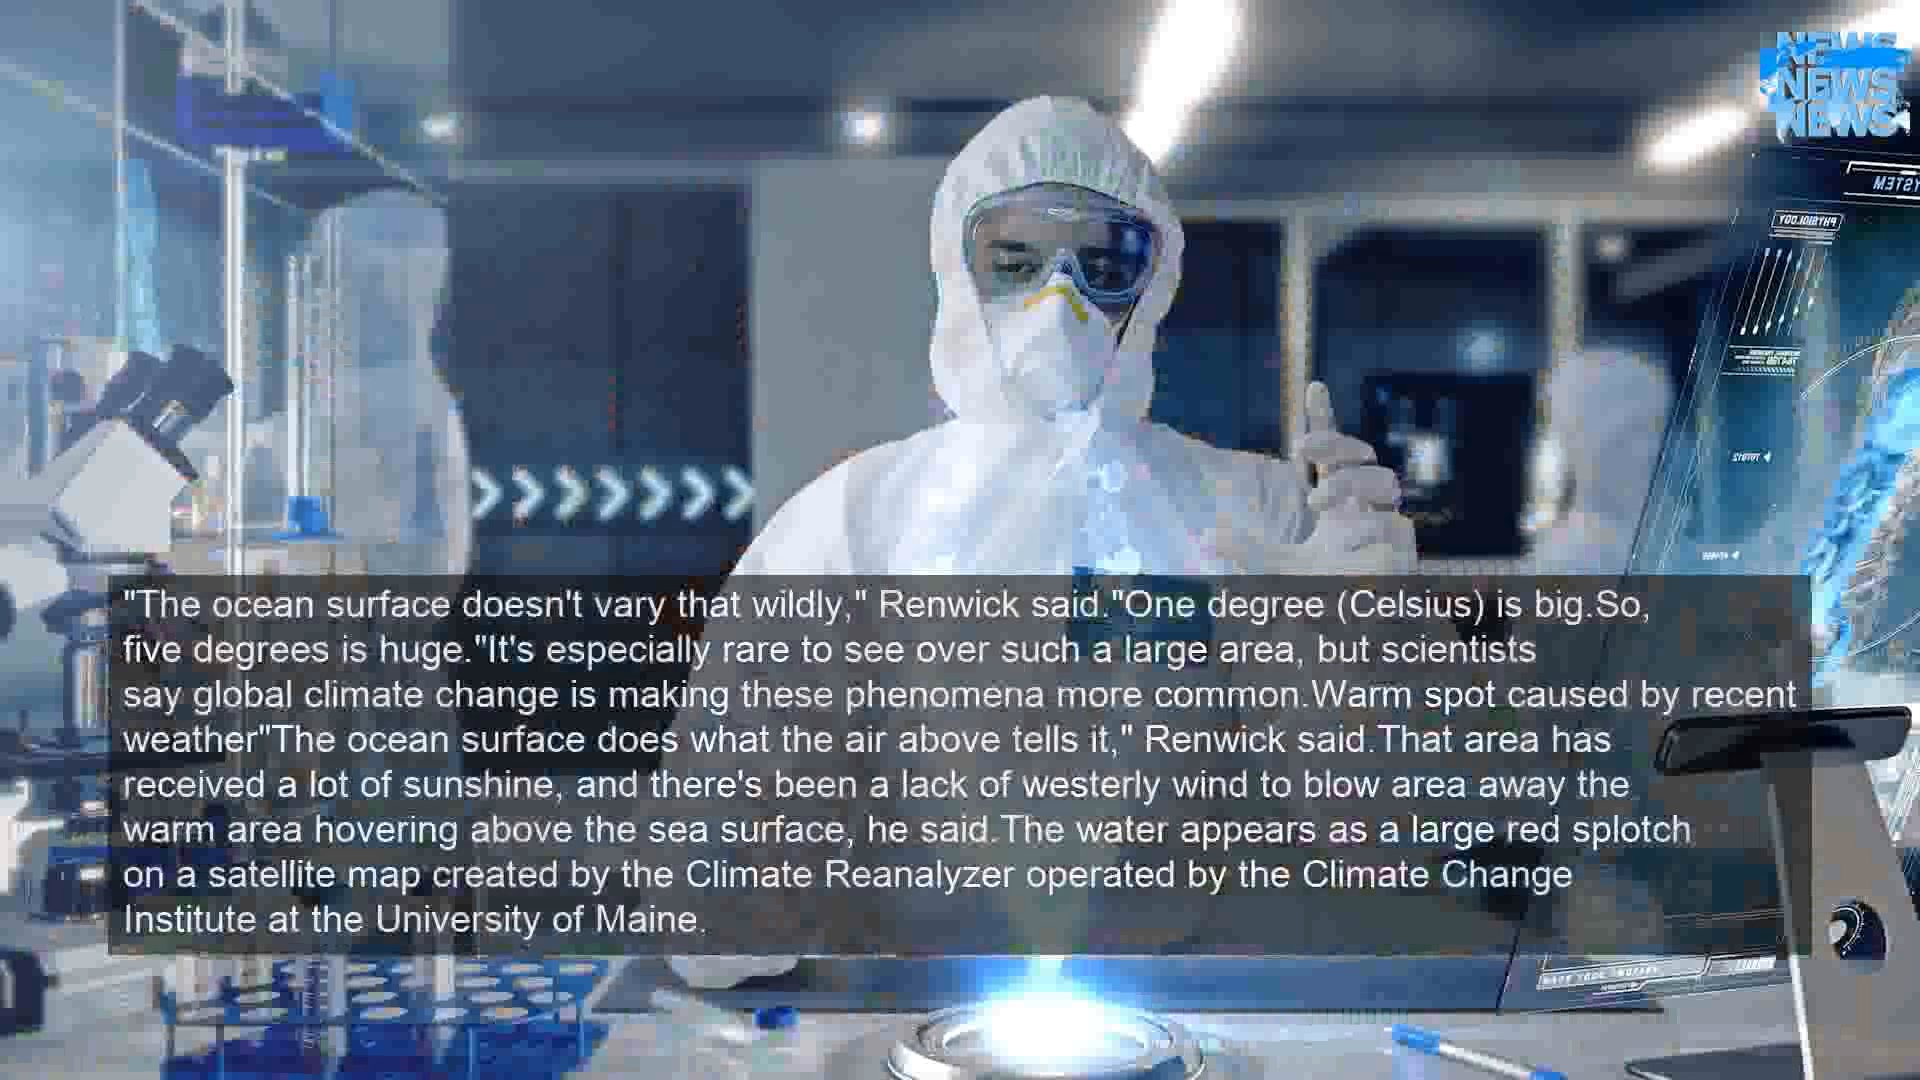 NEWS
NEWS
NEWS
"The ocean surface doesn't vary that wildly," Renwick said."One degree (Celsius) is big.So,
five degrees is huge."It's especially rare to see over such a large area, but scientists
say global climate change is making these phenomena more common.Warm spot caused by recent
weather"The ocean surface does what the air above tells it," Renwick said.That area has
received a lot of sunshine, and there's been a lack of westerly wind to blow area away the
warm area hovering above the sea surface, he said.The water appears as a large red splotch
on a satellite map created by the Climate Reanalyzer operated by the Climate Change
Institute at the University of Maine.